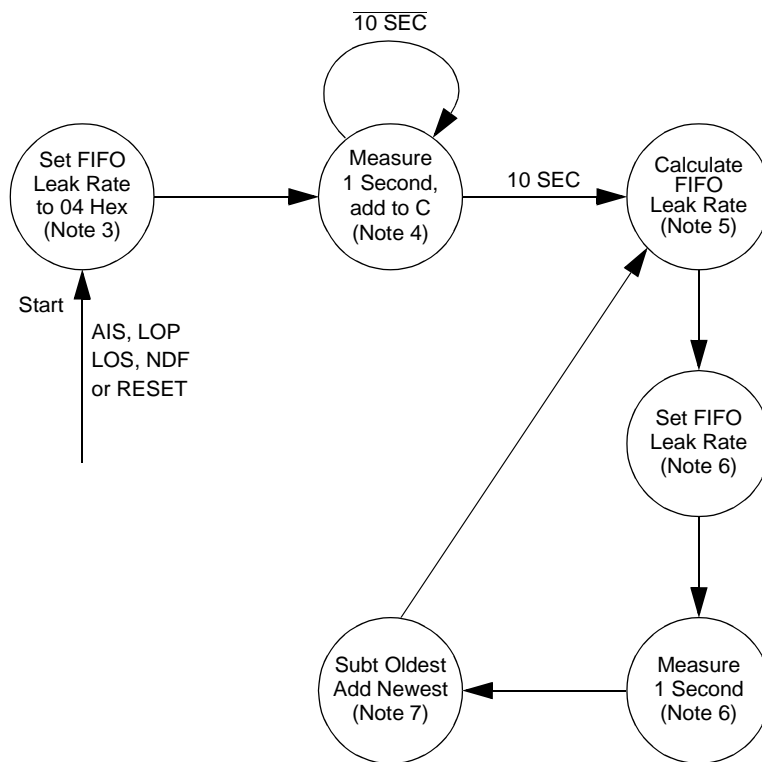 10 SEC
Set FIFO
Leak Rate
to 04 Hex
(Note 3)
Measure
1 Second,
add to C
(Note 4)
10 SEC
Calculate
FIFO
Leak Rate
(Note 5)
Start
AIS, LOP
LOS, NDF
or RESET
Set FIFO
Leak Rate
(Note 6)
Subt Oldest
Add Newest
(Note 7)
Measure
1 Second
(Note 6)